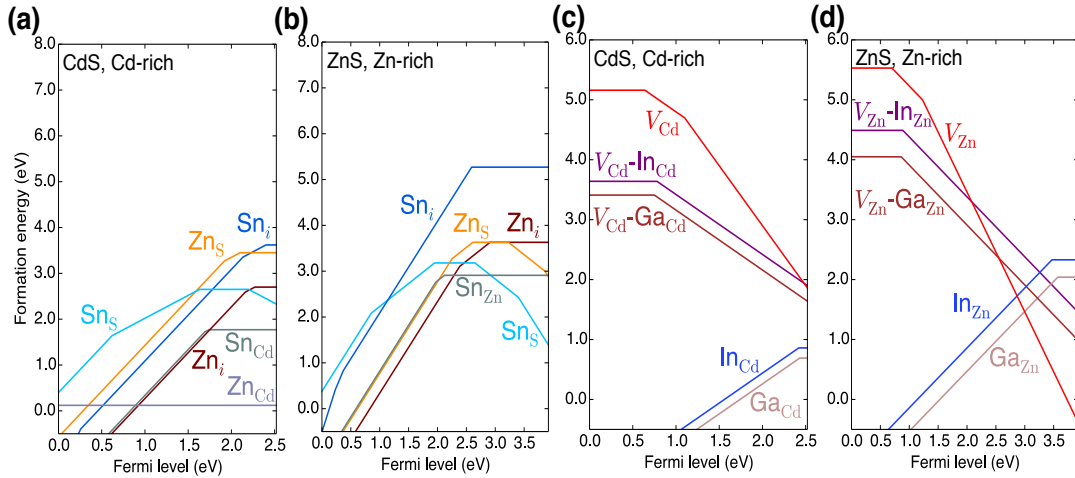 (a)
CdS, Cd-rich
Formation energy (eV)
8.0
7.0
6.0
5.0
4.0
3.0
2.0
1.0
0.0
Sn_i
Zn_S
Sn_S
Sn_Cd
Zn_i
Zn_Cd
0.0 0.5 1.0 1.5 2.0 2.5
Fermi level (eV)
(b)
ZnS, Zn-rich
8.0
7.0
6.0
5.0
4.0
3.0
2.0
1.0
0.0
Sn_i
Zn_S
Zn_i
Sn_Zn
Sn_S
0.0 0.5 1.0 1.5 2.0 2.5 3.0 3.5
Fermi level (eV)
(c)
CdS, Cd-rich
6.0
5.0
4.0
3.0
2.0
1.0
0.0
V_Cd
V_Cd-In_Cd
V_Cd-Ga_Cd
In_Cd
Ga_Cd
0.0 0.5 1.0 1.5 2.0 2.5
Fermi level (eV)
(d)
ZnS, Zn-rich
6.0
5.0
4.0
3.0
2.0
1.0
0.0
V_Zn-In_Zn
V_Zn
V_Zn-Ga_Zn
In_Zn
Ga_Zn
0.0 0.5 1.0 1.5 2.0 2.5 3.0 3.5
Fermi level (eV)